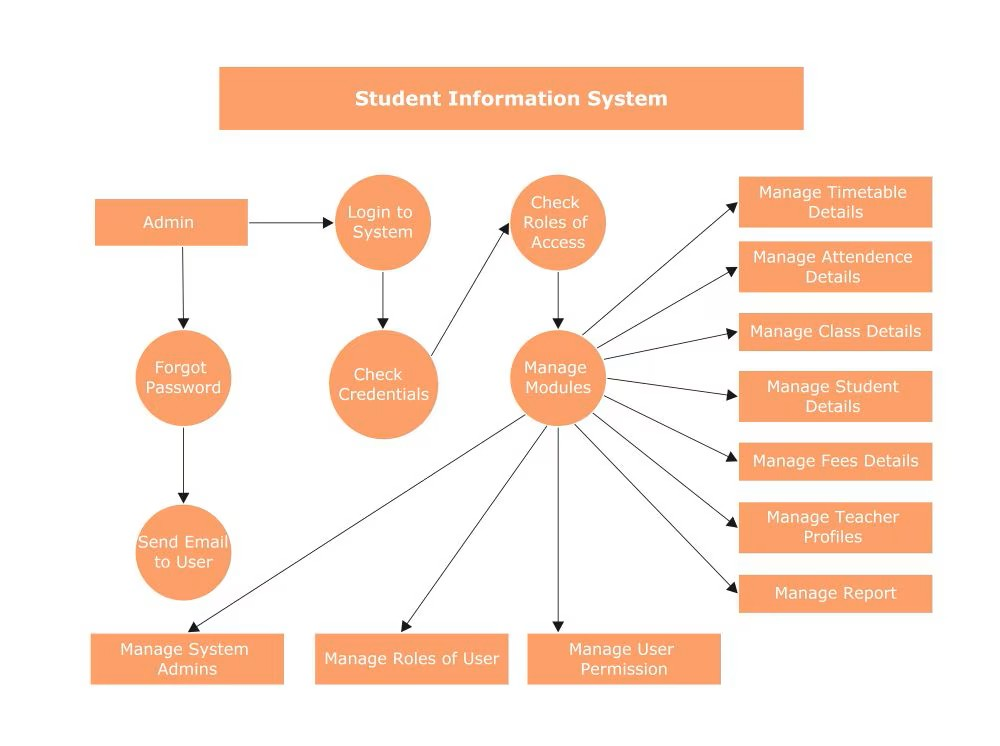 Student Information System
Admin
Login to
System
Check
Roles of
Access
Forgot
Password
Check
Credentials
Manage
Modules
Send Email
to User
Manage Timetable
Details
Manage Attendence
Details
Manage Class Details
Manage Student
Details
Manage Fees Details
Manage Teacher
Profiles
Manage Report
Manage System
Admins
Manage Roles of User
Manage User
Permission